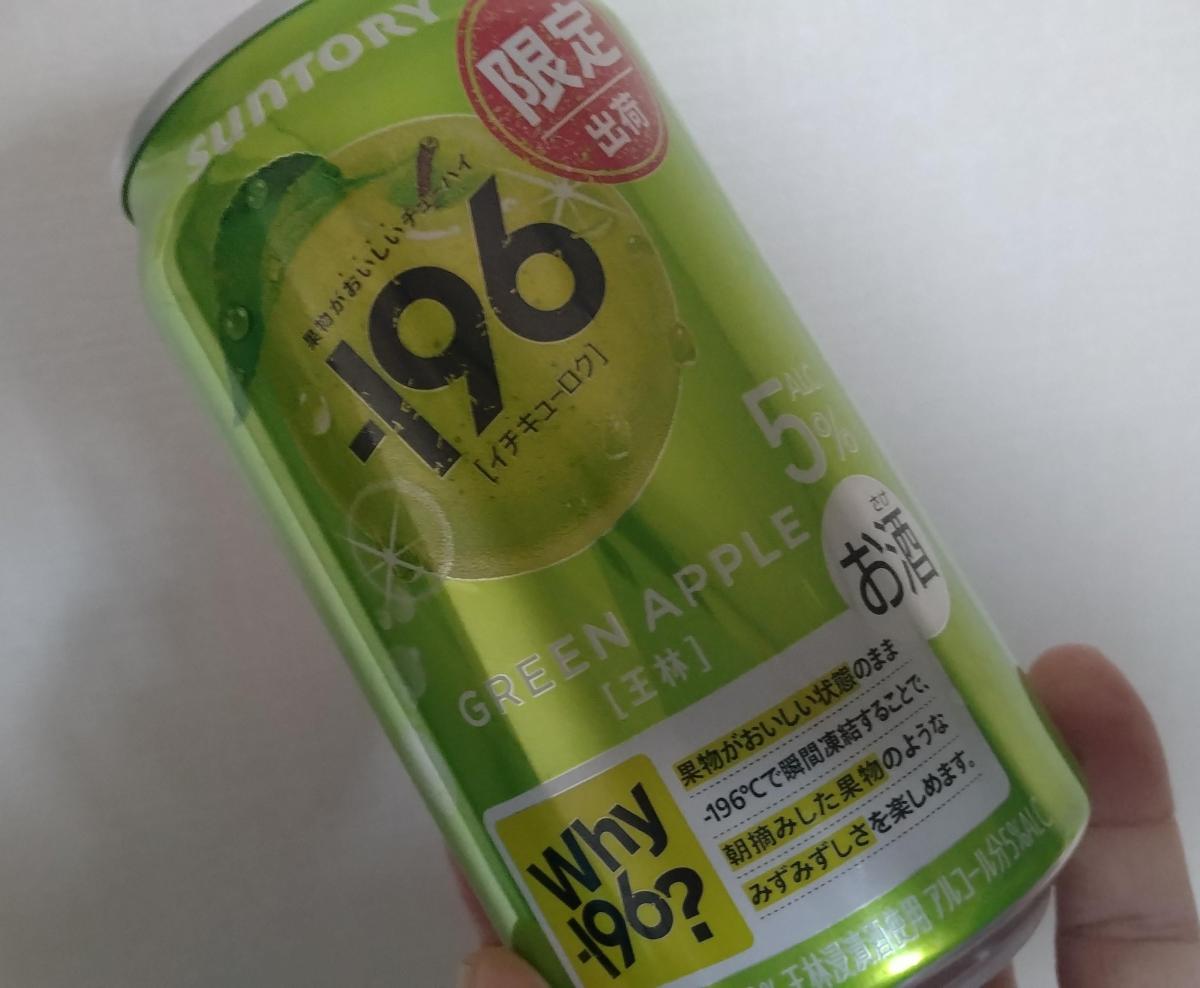 SUNTORY
限定
出荷
果物がおいしいチューハイ
-196
[イチキューロク]
ALC
5%
さけ
お酒
GREEN APPLE
[王林]
Why
-196?
果物がおいしい状態のまま
-196℃で瞬間凍結することで、
朝摘みした果物のような
みずみずしさを楽しめます。
王林浸漬酒使用 アルコール分5%ALC